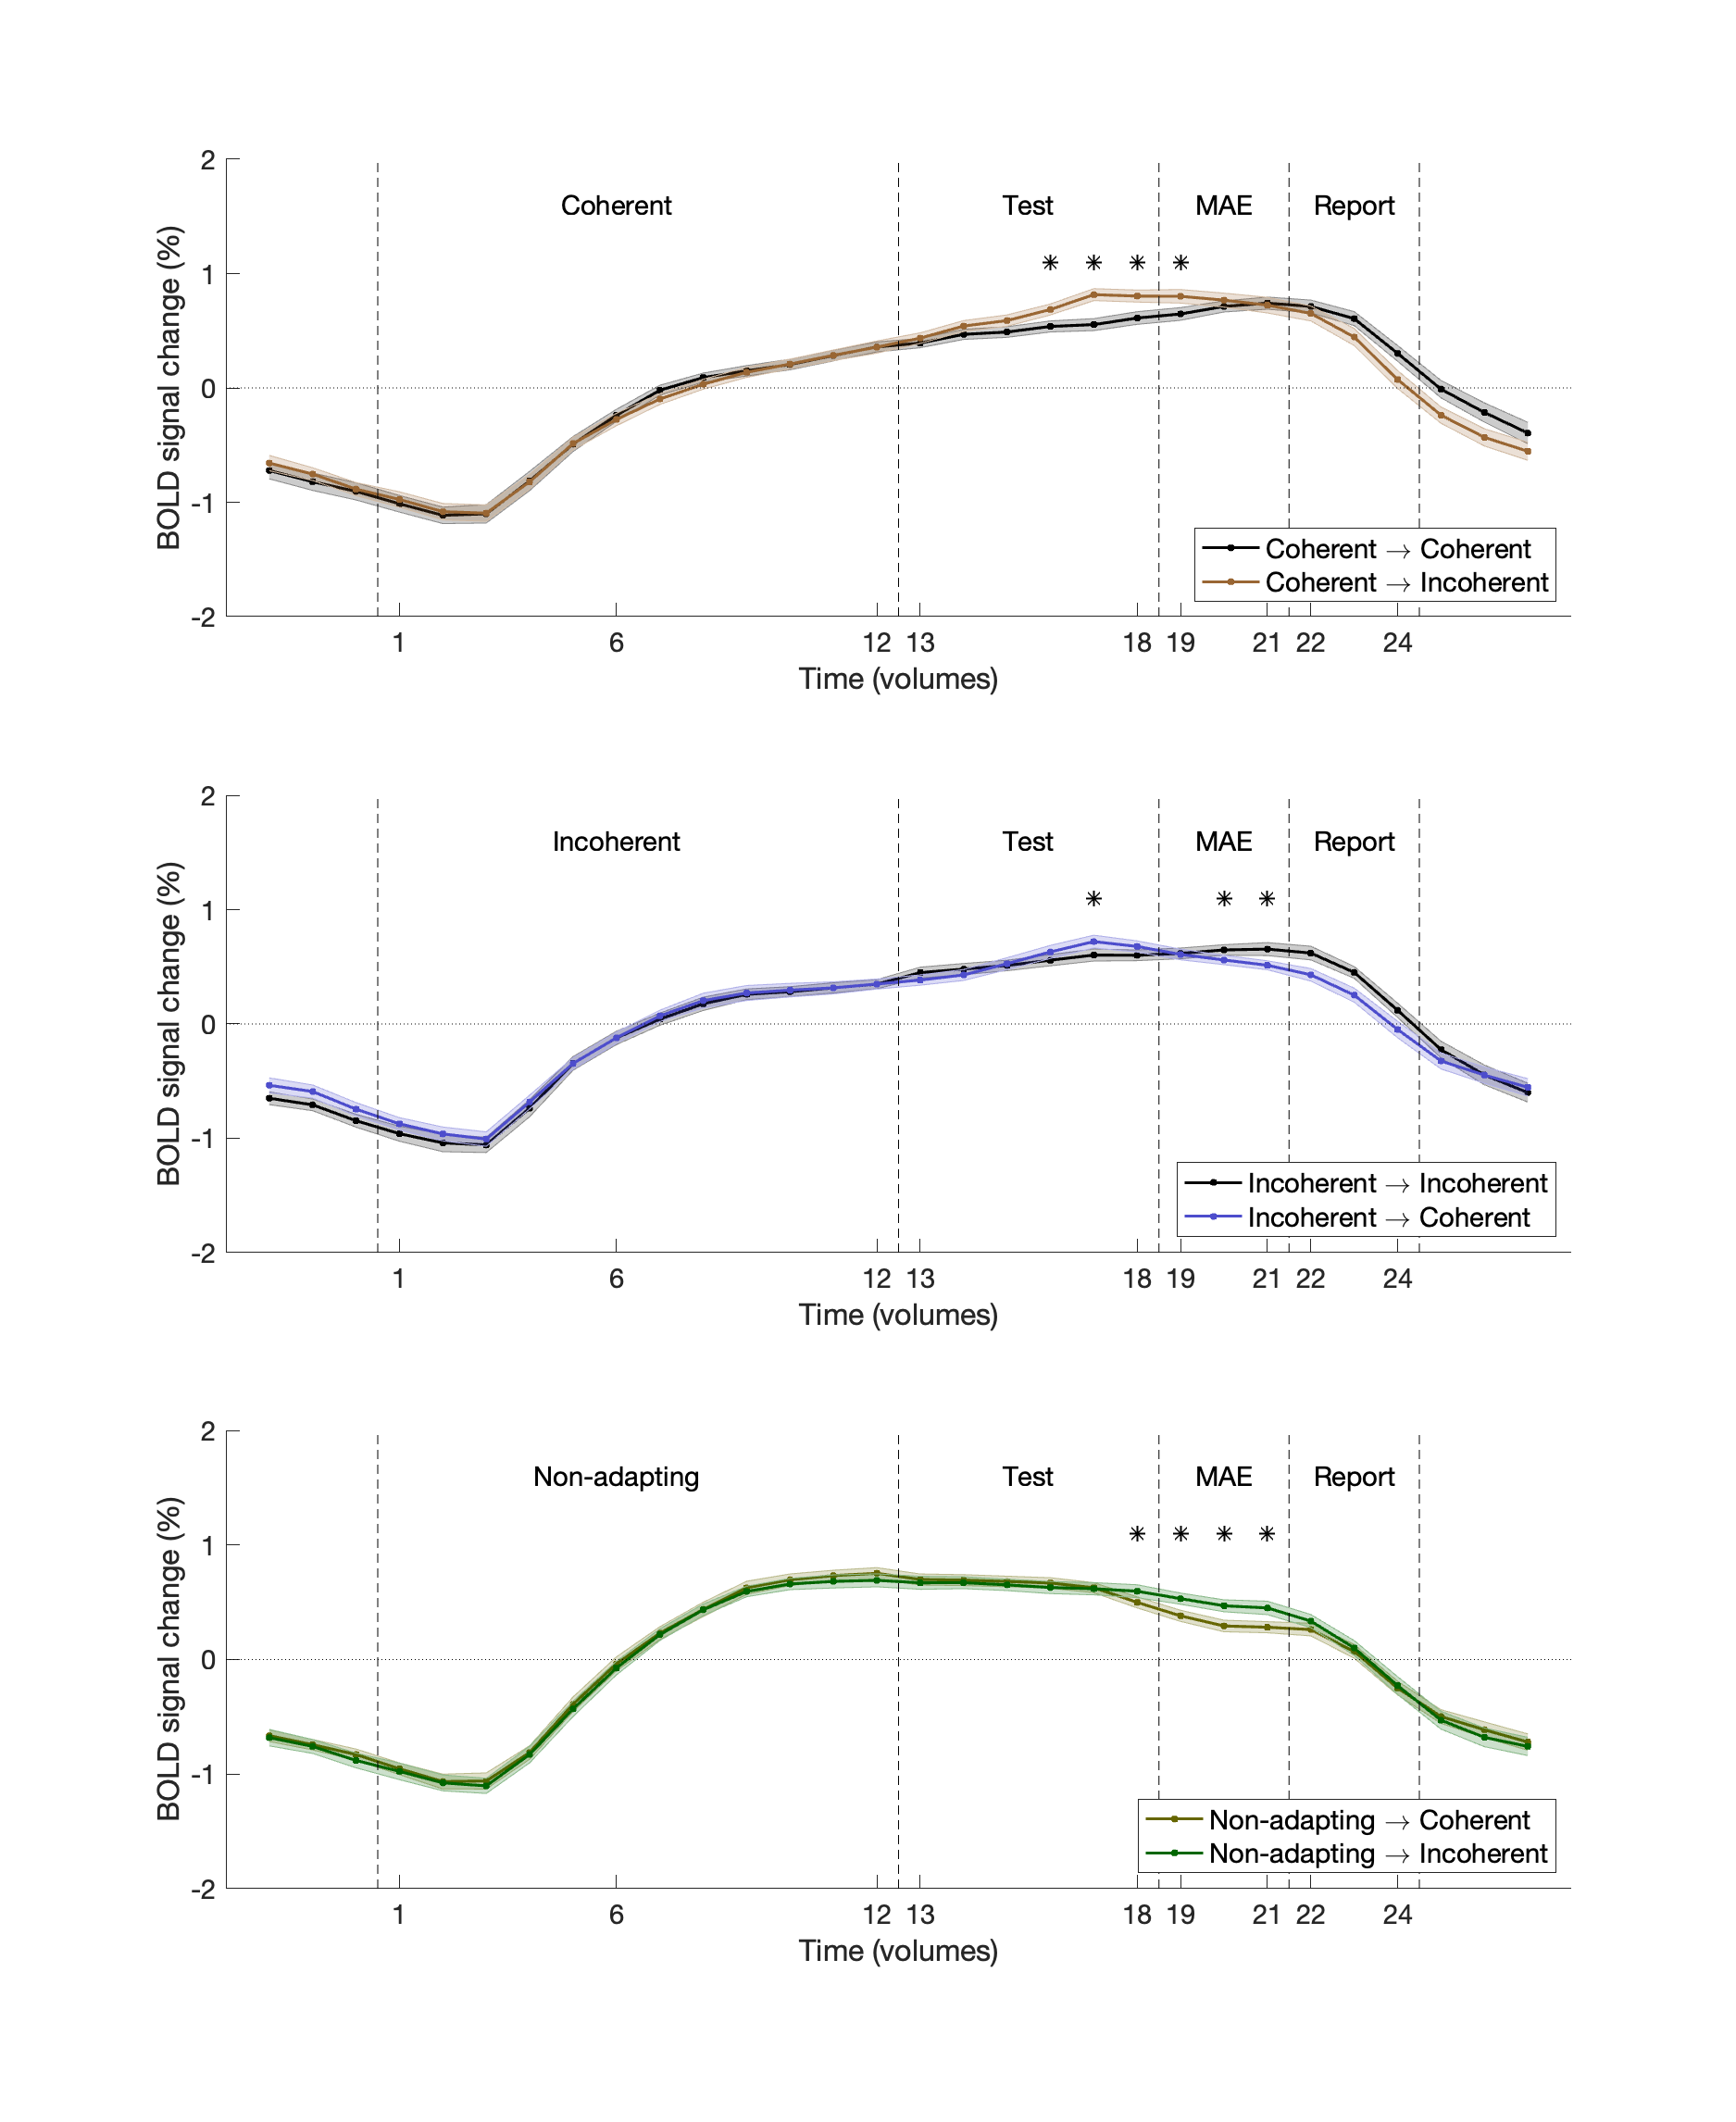 Coherent Test MAE Report
* * * *
BOLD signal change (%)
2
1
0
-1
-2
Coherent → Coherent
Coherent → Incoherent
1 6 12 13 18 19 21 22 24
Time (volumes)
Incoherent Test MAE Report
* * *
BOLD signal change (%)
2
1
0
-1
-2
Incoherent → Incoherent
Incoherent → Coherent
1 6 12 13 18 19 21 22 24
Time (volumes)
Non-adapting Test MAE Report
* * * *
BOLD signal change (%)
2
1
0
-1
-2
Non-adapting → Coherent
Non-adapting → Incoherent
1 6 12 13 18 19 21 22 24
Time (volumes)